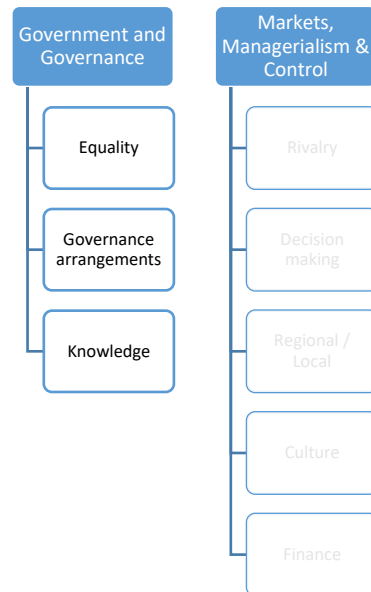 Government and
Governance
Equality
Governance
arrangements
Knowledge
Markets,
Managerialism &
Control
Rivalry
Decision
making
Regional /
Local
Culture
Finance